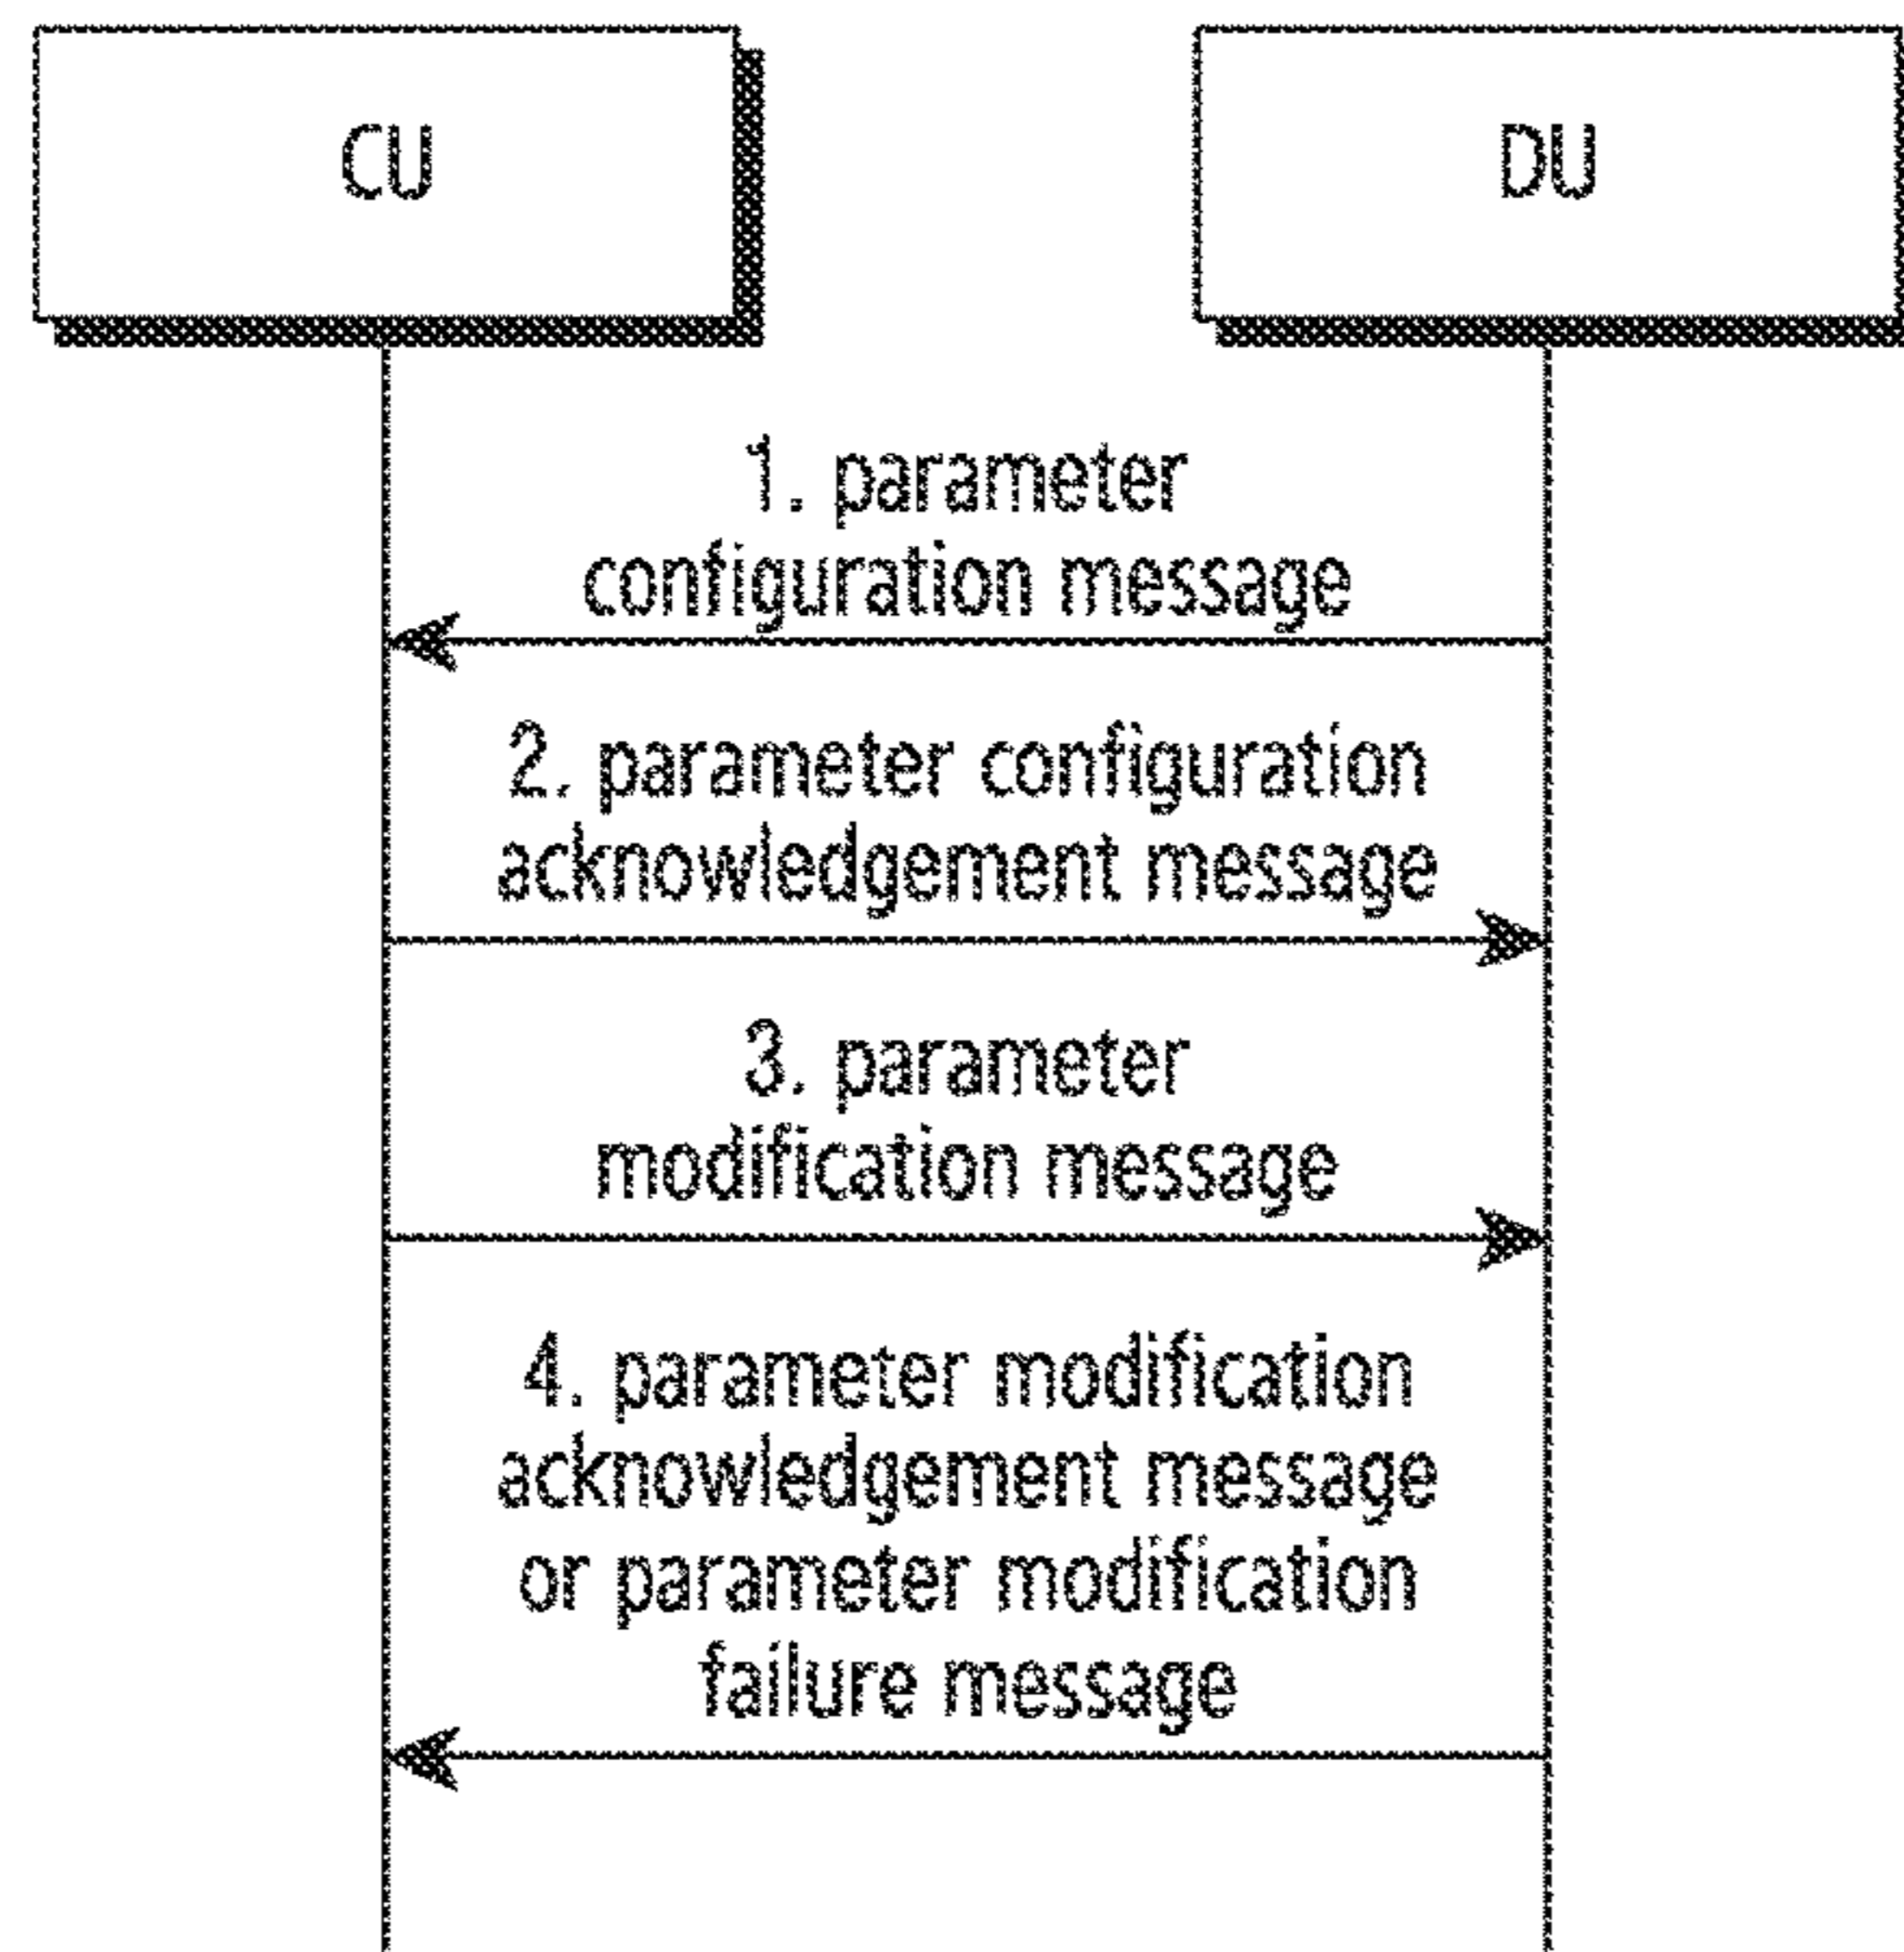 CU
DU
1. parameter
configuration message
2. parameter configuration
acknowledgement message
3. parameter
modification message
4. parameter modification
acknowledgement message
or parameter modification
failure message